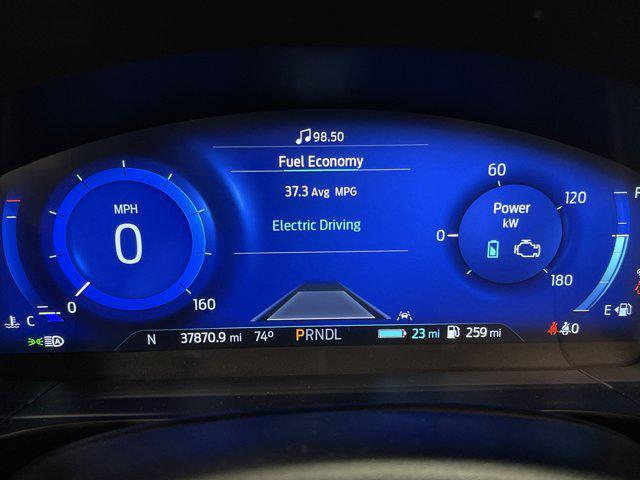 98.50
Fuel Economy
37.3 Avg MPG
Electric Driving
MPH
0
0
160
C
Power
kW
0
60
120
180
F
E
0
N 37870.9 mi 74° PRNDL 23 mi 259 mi
A